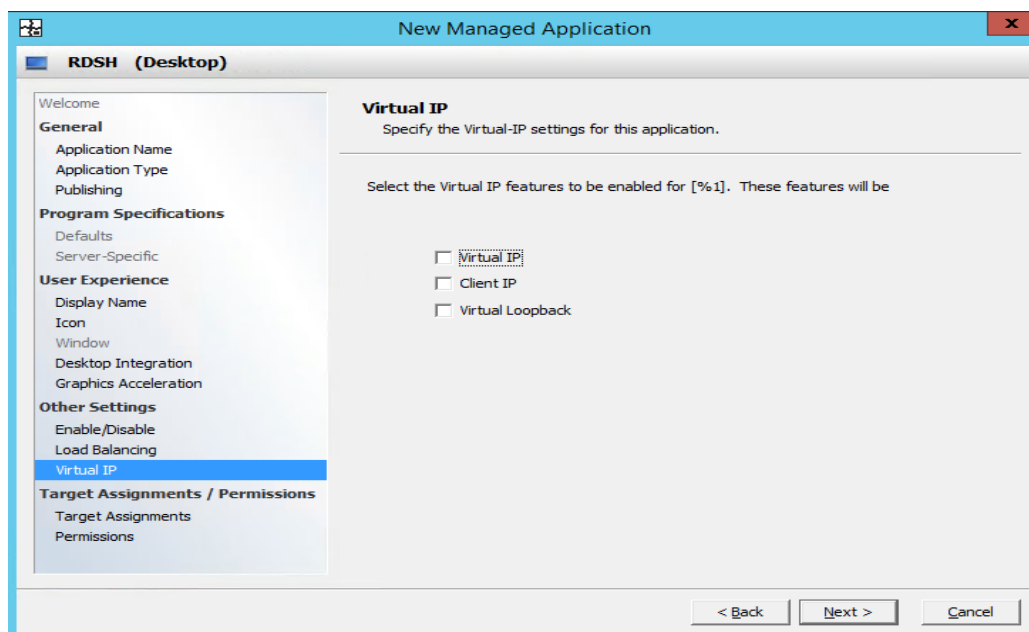 New Managed Application
x
RDSH (Desktop)
Welcome
General
Application Name
Application Type
Publishing
Program Specifications
Defaults
Server-Specific
User Experience
Display Name
Icon
Window
Desktop Integration
Graphics Acceleration
Other Settings
Enable/Disable
Load Balancing
Virtual IP
Target Assignments / Permissions
Target Assignments
Permissions
Virtual IP
Specify the Virtual-IP settings for this application.
Select the Virtual IP features to be enabled for [%1]. These features will be
Virtual IP
Client IP
Virtual Loopback
< Back
Next >
Cancel